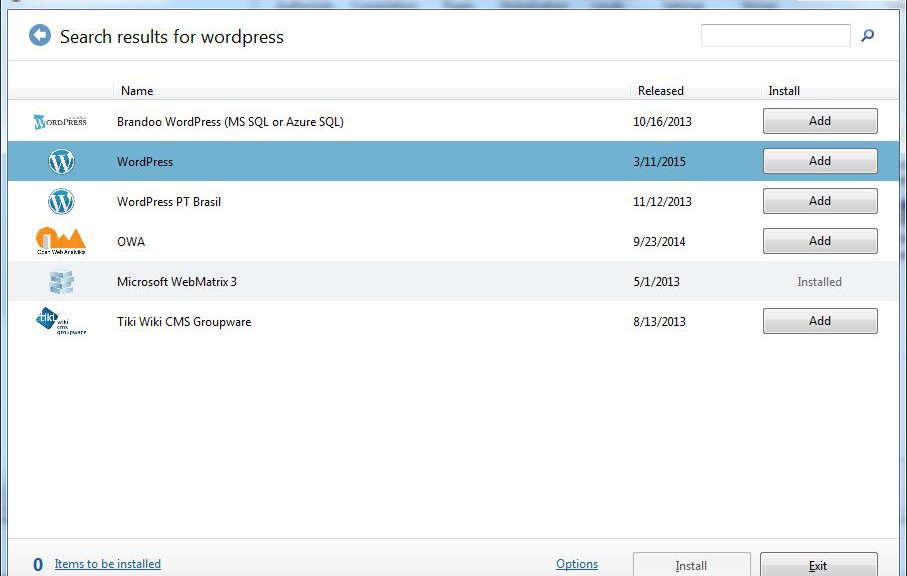 Search results for wordpress
Name Released Install
WORDPRESS Brandoo WordPress (MS SQL or Azure SQL) 10/16/2013 Add
WordPress 3/11/2015 Add
WordPress PT Brasil 11/12/2013 Add
Open Web Analytics OWA 9/23/2014 Add
Microsoft WebMatrix 3 5/1/2013 Installed
tiki wiki cms groupware Tiki Wiki CMS Groupware 8/13/2013 Add
0 Items to be installed Options Install Exit